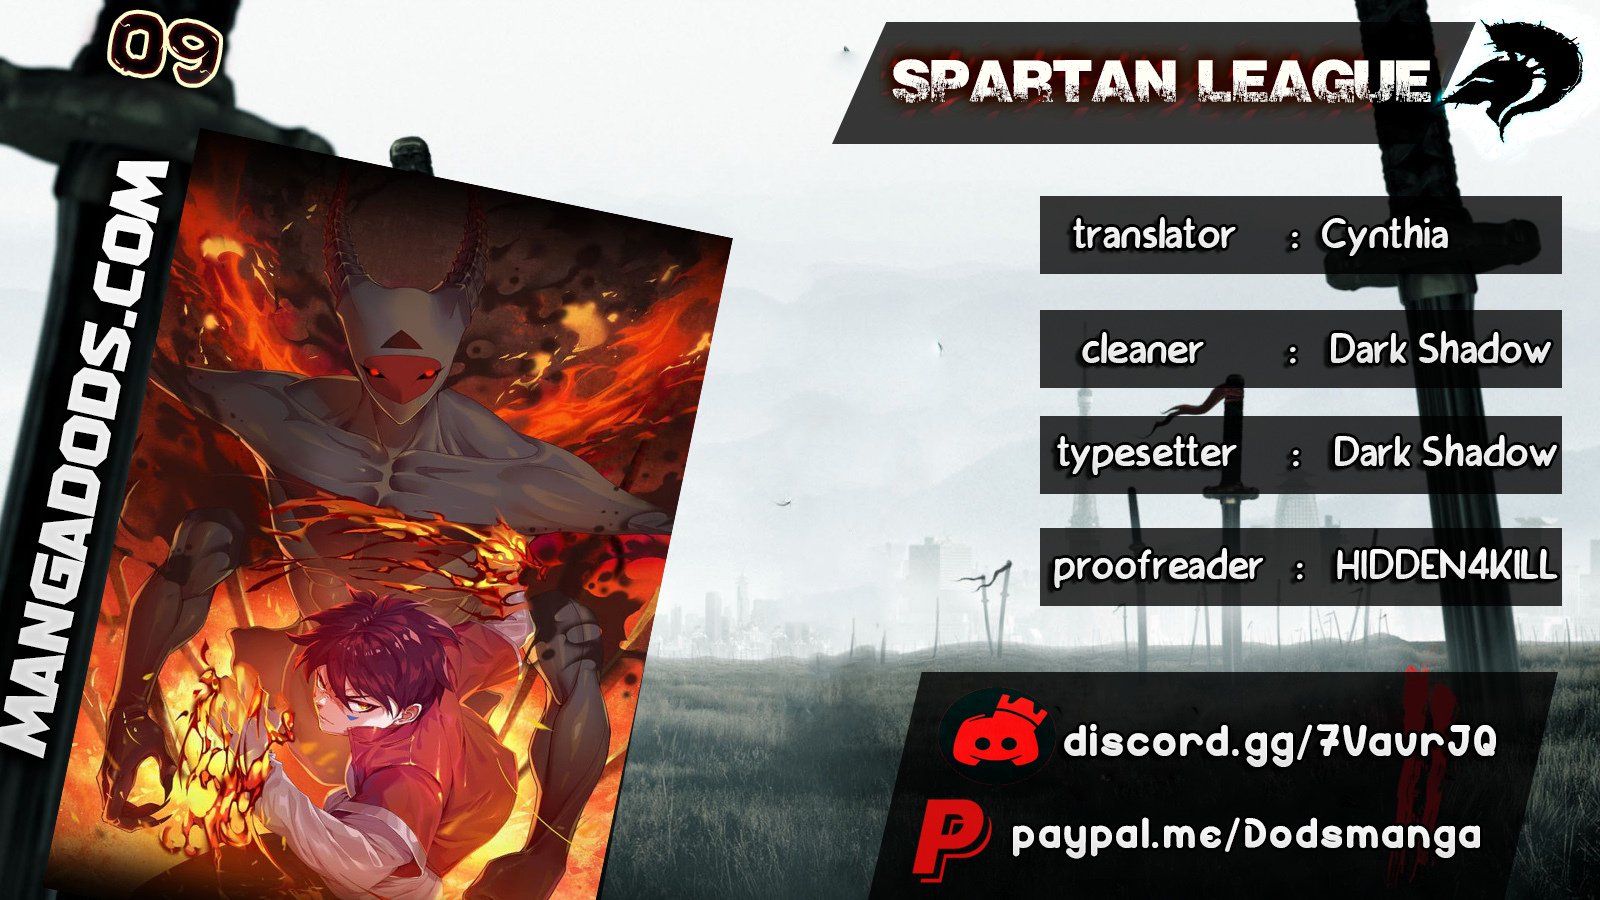 09
MANGADODS.COM
SPARTAN LEAGUE
translator : Cynthia
cleaner : Dark Shadow
typesetter : Dark Shadow
proofreader : HIDDEN4KILL
discord.gg/7VavrJQ
paypal.me/Dodsmanga